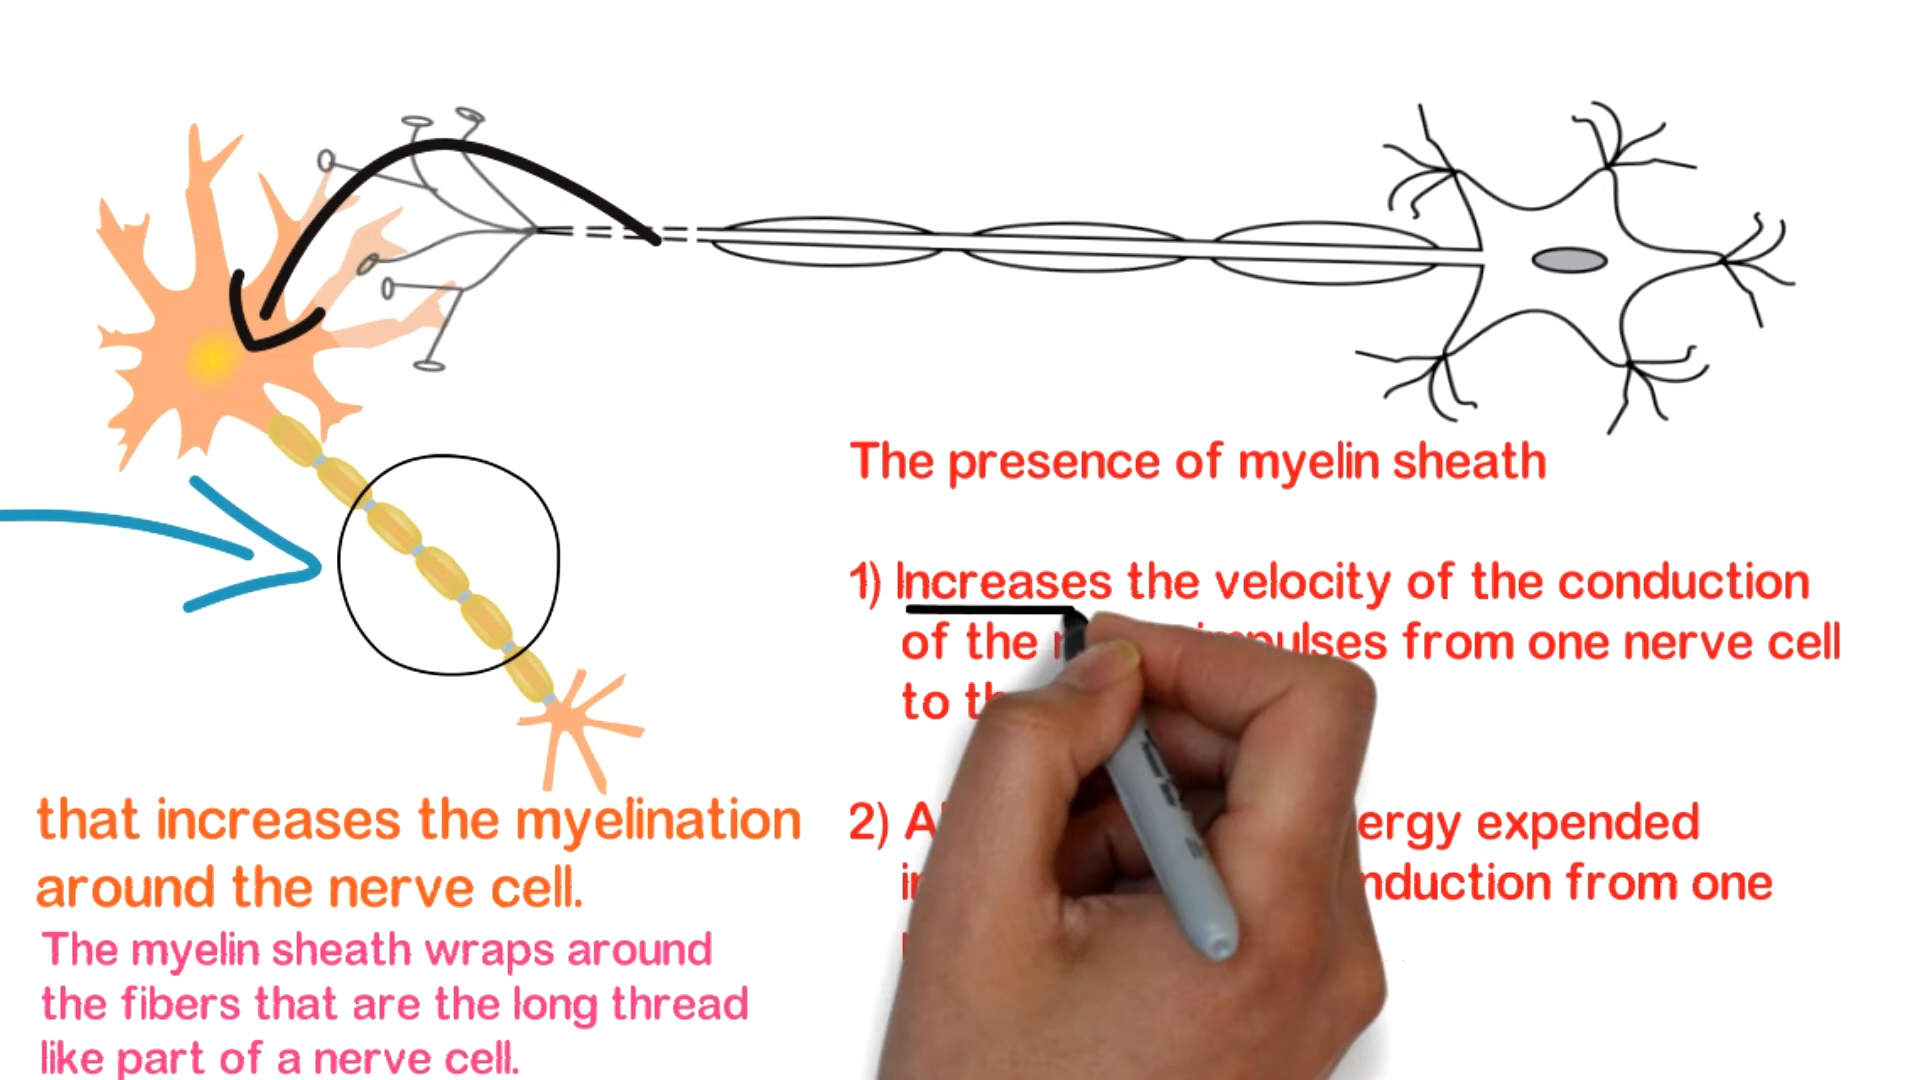 The presence of myelin sheath
1) Increases the velocity of the conduction
of the impulses from one nerve cell
to
2) expended
conduction from one
that increases the myelination
around the nerve cell.
The myelin sheath wraps around
the fibers that are the long thread
like part of a nerve cell.